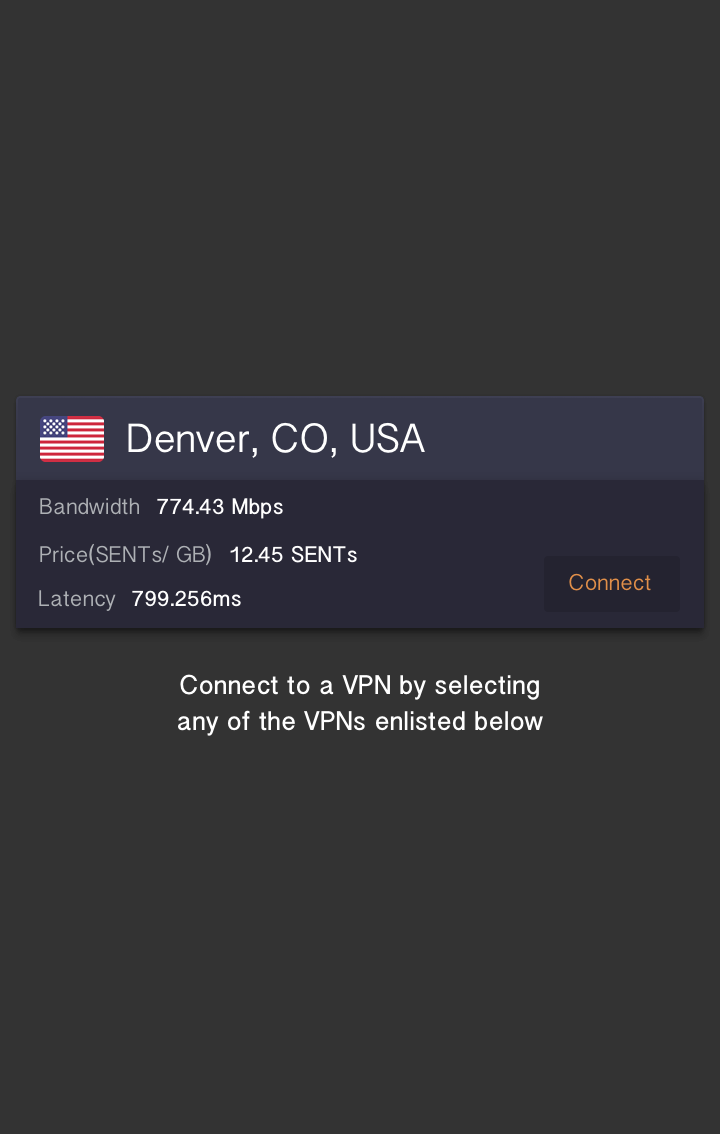 Denver, CO, USA
Bandwidth 774.43 Mbps
Price(SENTs/ GB) 12.45 SENTs
Latency 799.256ms
Connect
Connect to a VPN by selecting
any of the VPNs enlisted below